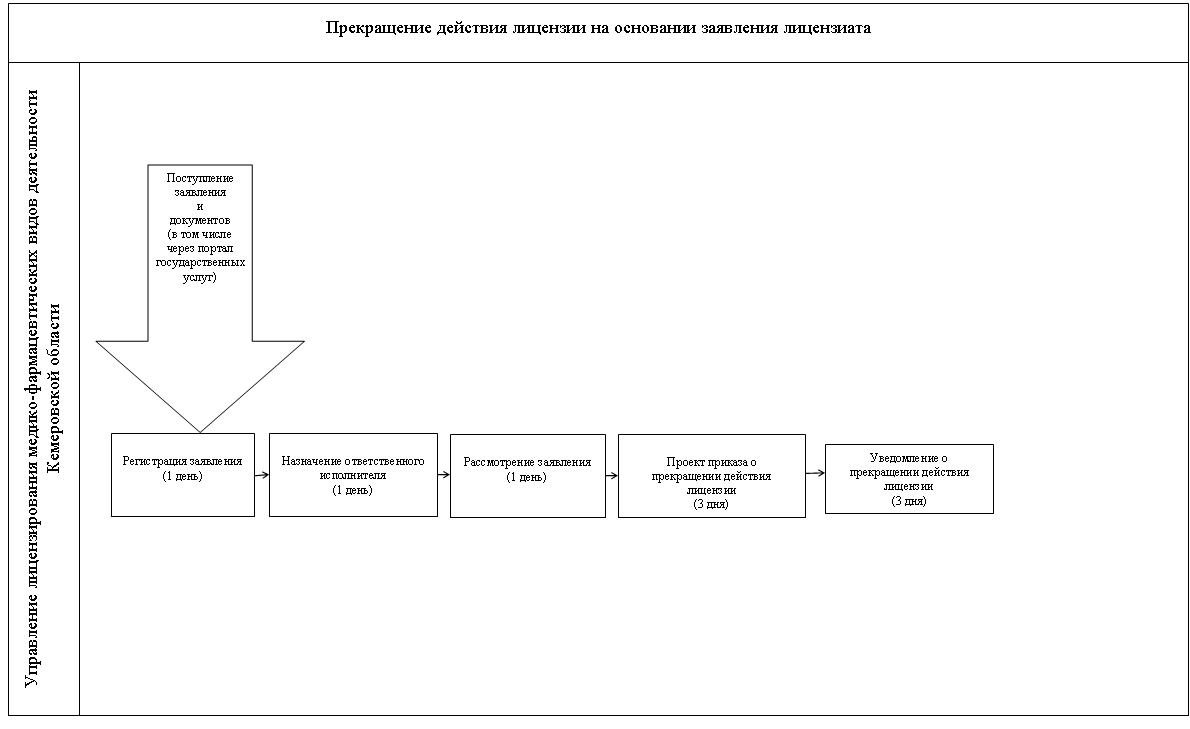 Прекращение действия лицензии на основании заявления лицензиата
Управление лицензирования медико-фармацевтических видов деятельности
Кемеровской области
Поступление
заявления
и
документов
(в том числе
через портал
государственных
услуг)
Регистрация заявления
(1 день)
Назначение ответственного
исполнителя
(1 день)
Рассмотрение заявления
(1 день)
Проект приказа о
прекращении действия
лицензии
(3 дня)
Уведомление о
прекращении действия
лицензии
(3 дня)